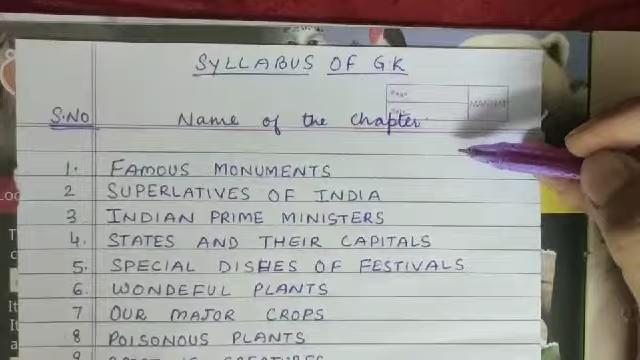 SYLLABUS OF G.K
S.NO Name of the chapter
1. FAMOUS MONUMENTS
2 SUPERLATIVES OF INDIA
3 INDIAN PRIME MINISTERS
4. STATES AND THEIR CAPITALS
5. SPECIAL DISHES OF FESTIVALS
6. WONDEFUL PLANTS
7 OUR MAJOR CROPS
8 POISONOUS PLANTS